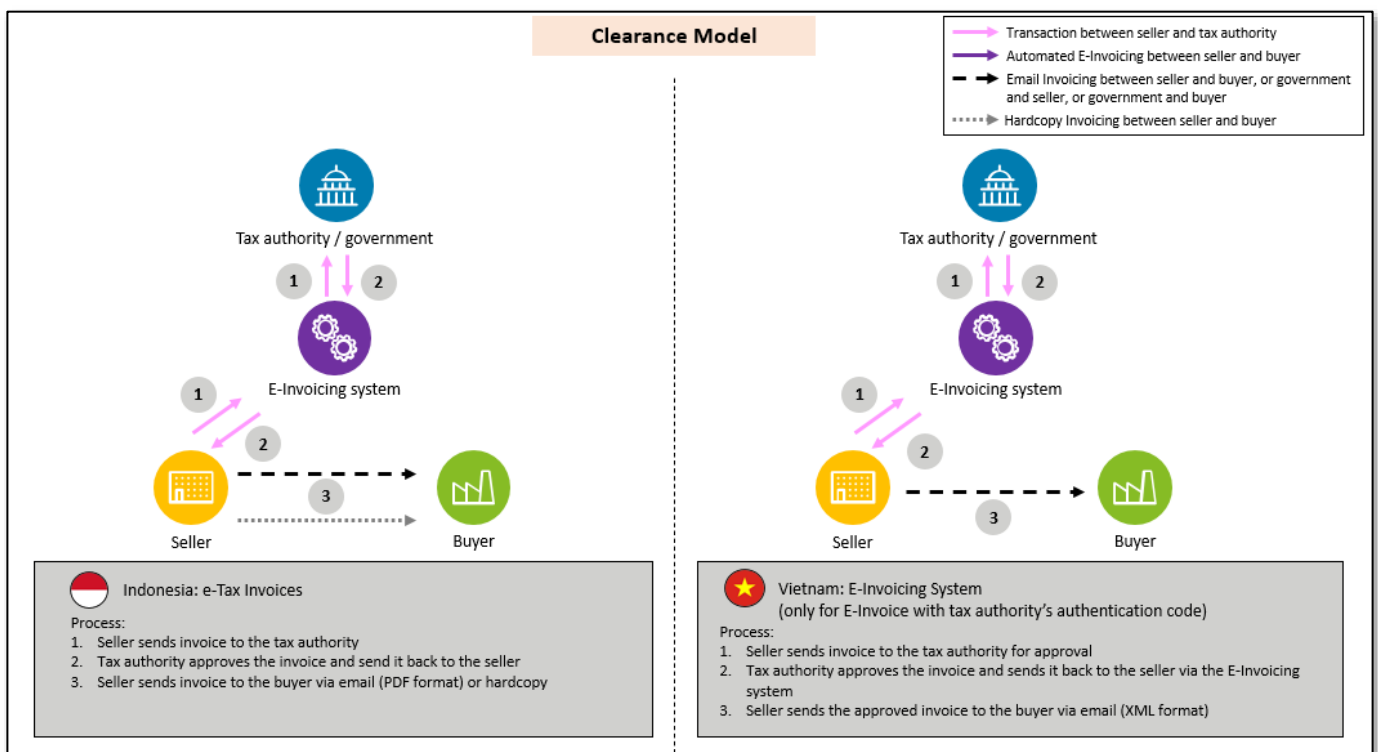 Clearance Model
Transaction between seller and tax authority
Automated E-Invoicing between seller and buyer
Email Invoicing between seller and buyer, or government
and seller, or government and buyer
Hardcopy Invoicing between seller and buyer
Tax authority / government
1
2
E-Invoicing system
1
2
3
Seller
Buyer
Indonesia: e-Tax Invoices
Process:
1. Seller sends invoice to the tax authority
2. Tax authority approves the invoice and send it back to the seller
3. Seller sends invoice to the buyer via email (PDF format) or hardcopy
Tax authority / government
1
2
E-Invoicing system
1
2
3
Seller
Buyer
Vietnam: E-Invoicing System
(only for E-Invoice with tax authority's authentication code)
Process:
1. Seller sends invoice to the tax authority for approval
2. Tax authority approves the invoice and sends it back to the seller via the E-Invoicing
system
3. Seller sends the approved invoice to the buyer via email (XML format)